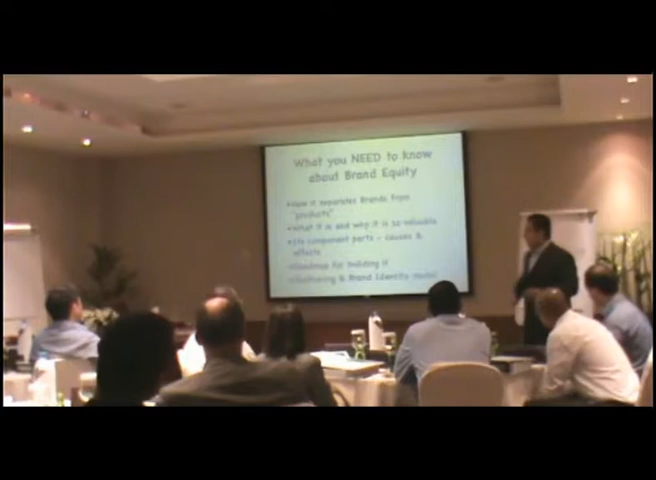 What you NEED to know
about Brand Equity
•How it separates Brands from
"products"
•What it is and why it is so valuable
•Its component parts – causes &
effects
•Roadmap for building it
•Reviewing a Brand Identity model